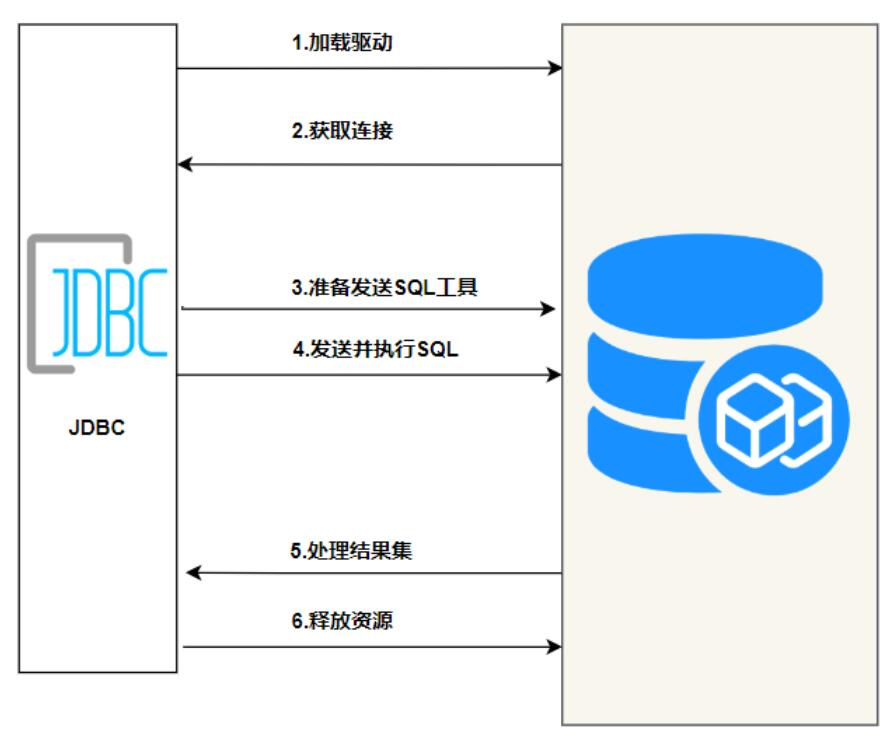 1.加载驱动
2.获取连接
JDBC
3.准备发送SQL工具
4.发送并执行SQL
JDBC
5.处理结果集
6.释放资源